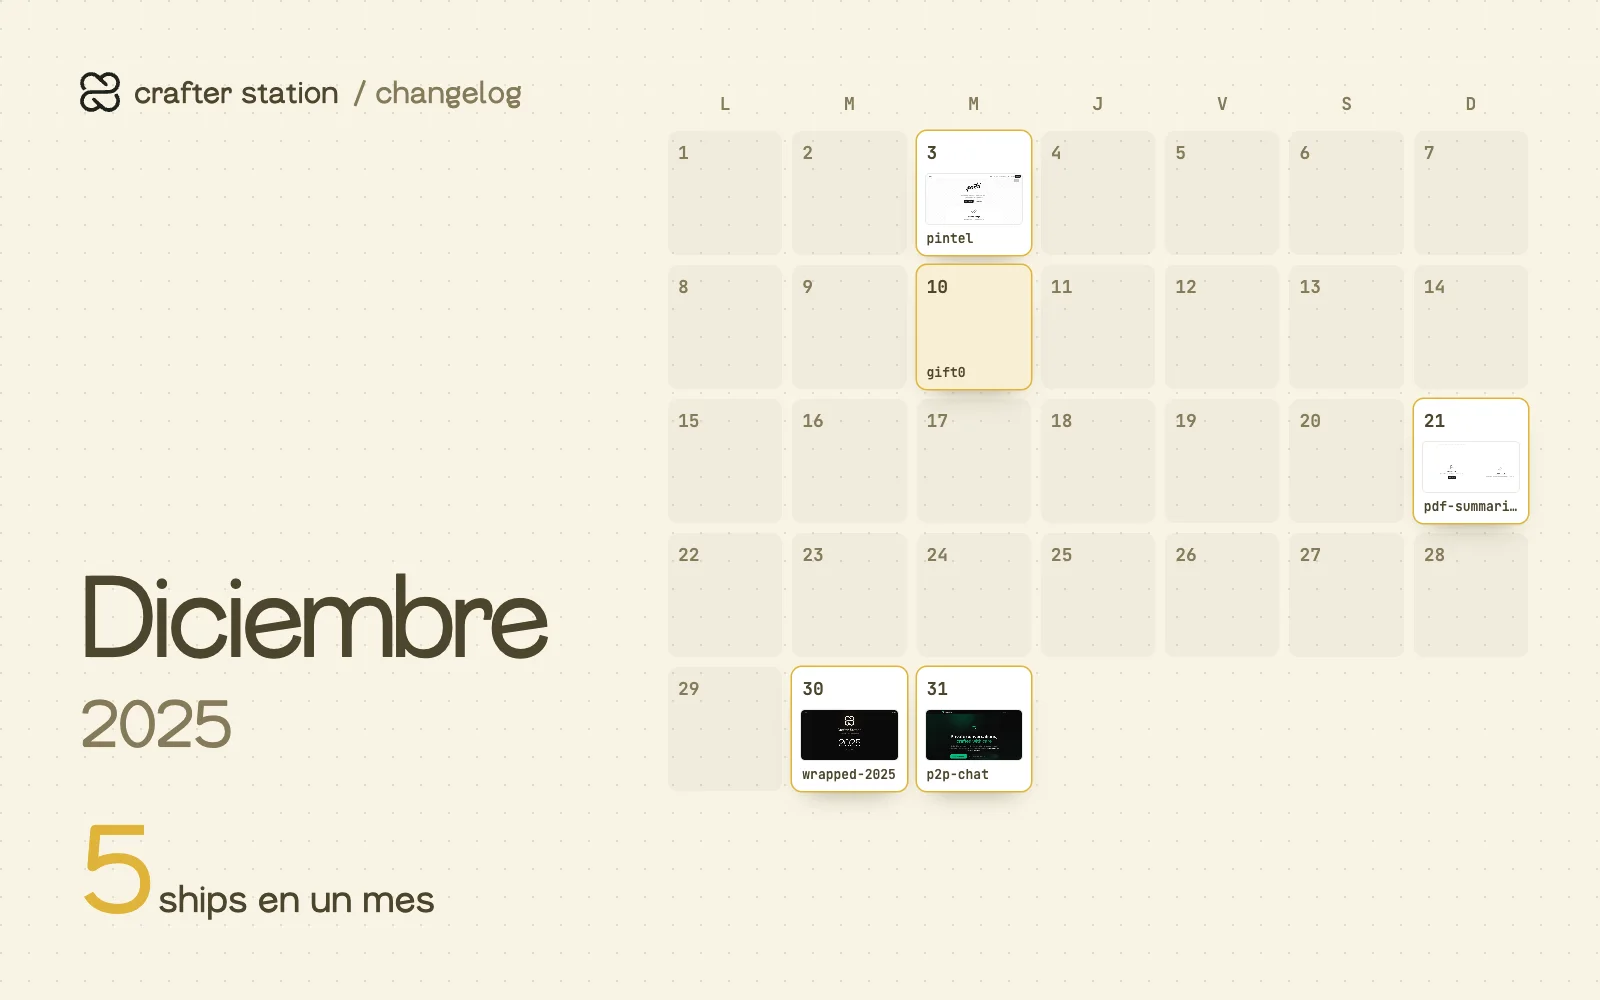 crafter station / changelog
L M M J V S D
1 2 3 4 5 6 7
pintel
8 9 10 11 12 13 14
gift0
15 16 17 18 19 20 21
pdf-summari…
22 23 24 25 26 27 28
29 30 31
2025
wrapped-2025 p2p-chat
Diciembre
2025
5 ships en un mes